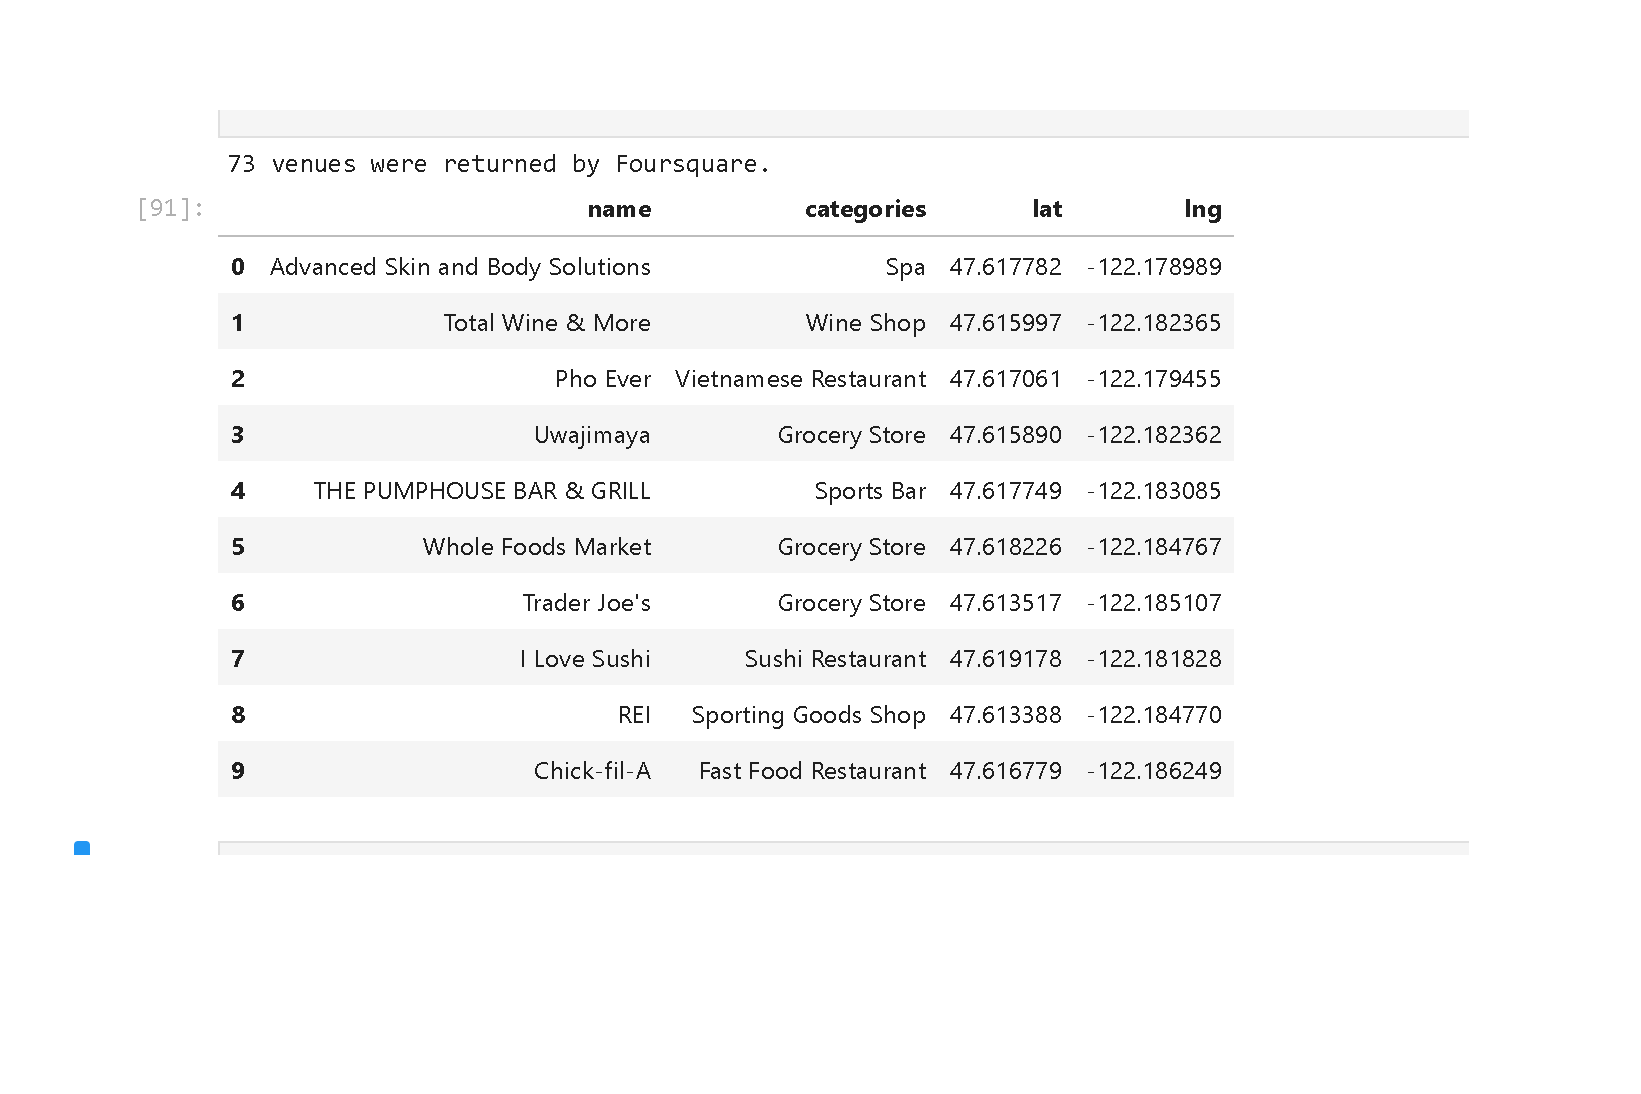 73 venues were returned by Foursquare.
[91]: name categories lat lng
0 Advanced Skin and Body Solutions Spa 47.617782 -122.178989
1 Total Wine & More Wine Shop 47.615997 -122.182365
2 Pho Ever Vietnamese Restaurant 47.617061 -122.179455
3 Uwajimaya Grocery Store 47.615890 -122.182362
4 THE PUMPHOUSE BAR & GRILL Sports Bar 47.617749 -122.183085
5 Whole Foods Market Grocery Store 47.618226 -122.184767
6 Trader Joe's Grocery Store 47.613517 -122.185107
7 I Love Sushi Sushi Restaurant 47.619178 -122.181828
8 REI Sporting Goods Shop 47.613388 -122.184770
9 Chick-fil-A Fast Food Restaurant 47.616779 -122.186249